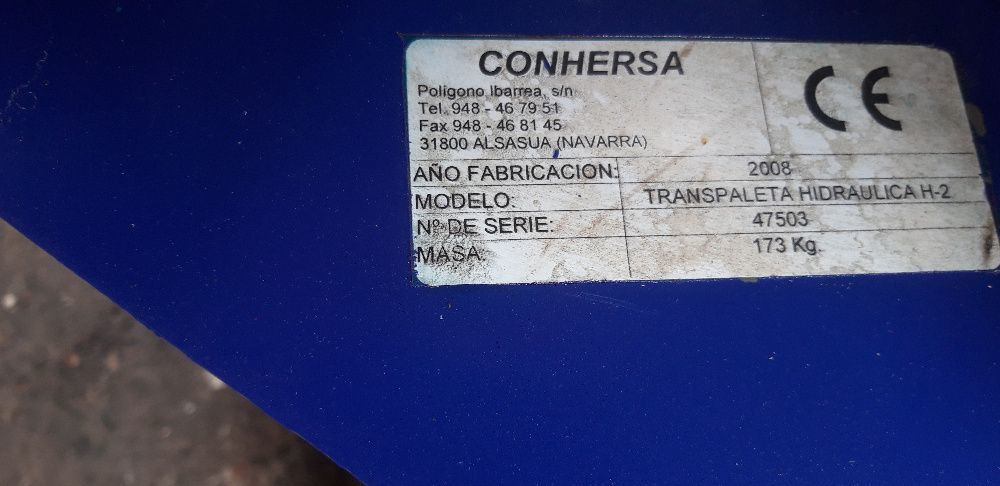 CONHERSA
Poligono Ibarrea, s/n
Tel. 948 - 46 79 51
Fax 948 - 46 81 45
31800 ALSASUA (NAVARRA)
CE
AÑO FABRICACION: 2008
MODELO: TRANSPALETA HIDRAULICA H-2
Nº DE SERIE: 47503
MASA: 173 Kg.